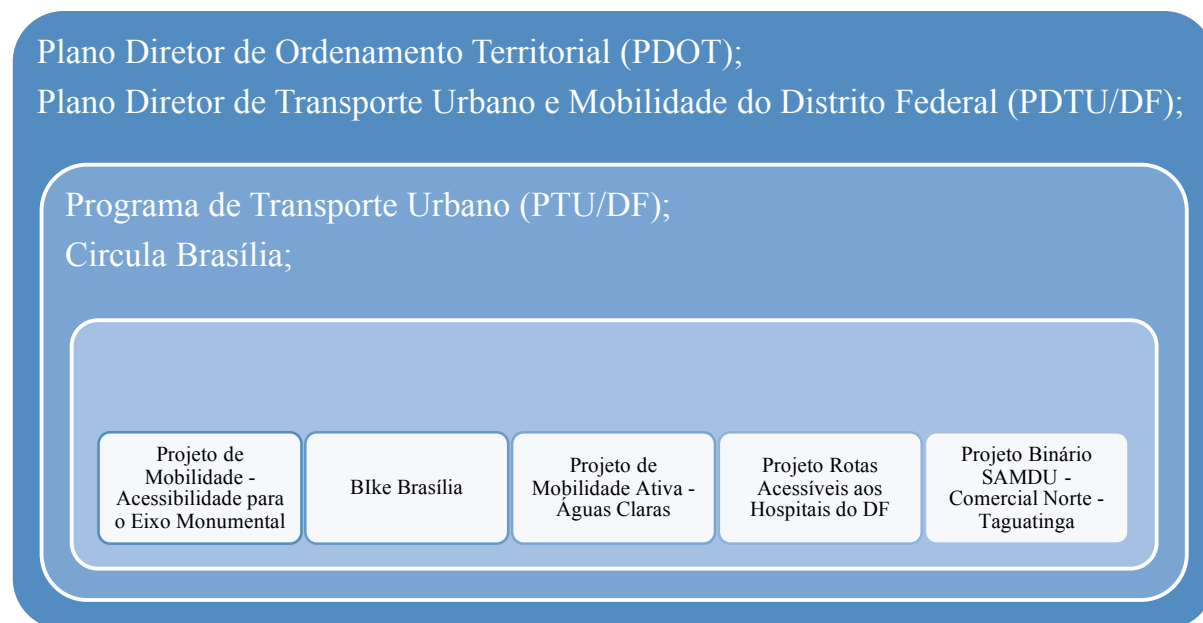 Plano Diretor de Ordenamento Territorial (PDOT);
Plano Diretor de Transporte Urbano e Mobilidade do Distrito Federal (PDTU/DF);
Programa de Transporte Urbano (PTU/DF);
Circula Brasília;
Projeto de
Mobilidade -
Acessibilidade para
o Eixo Monumental
BIke Brasília
Projeto de
Mobilidade Ativa -
Águas Claras
Projeto Rotas
Acessíveis aos
Hospitais do DF
Projeto Binário
SAMDU -
Comercial Norte -
Taguatinga